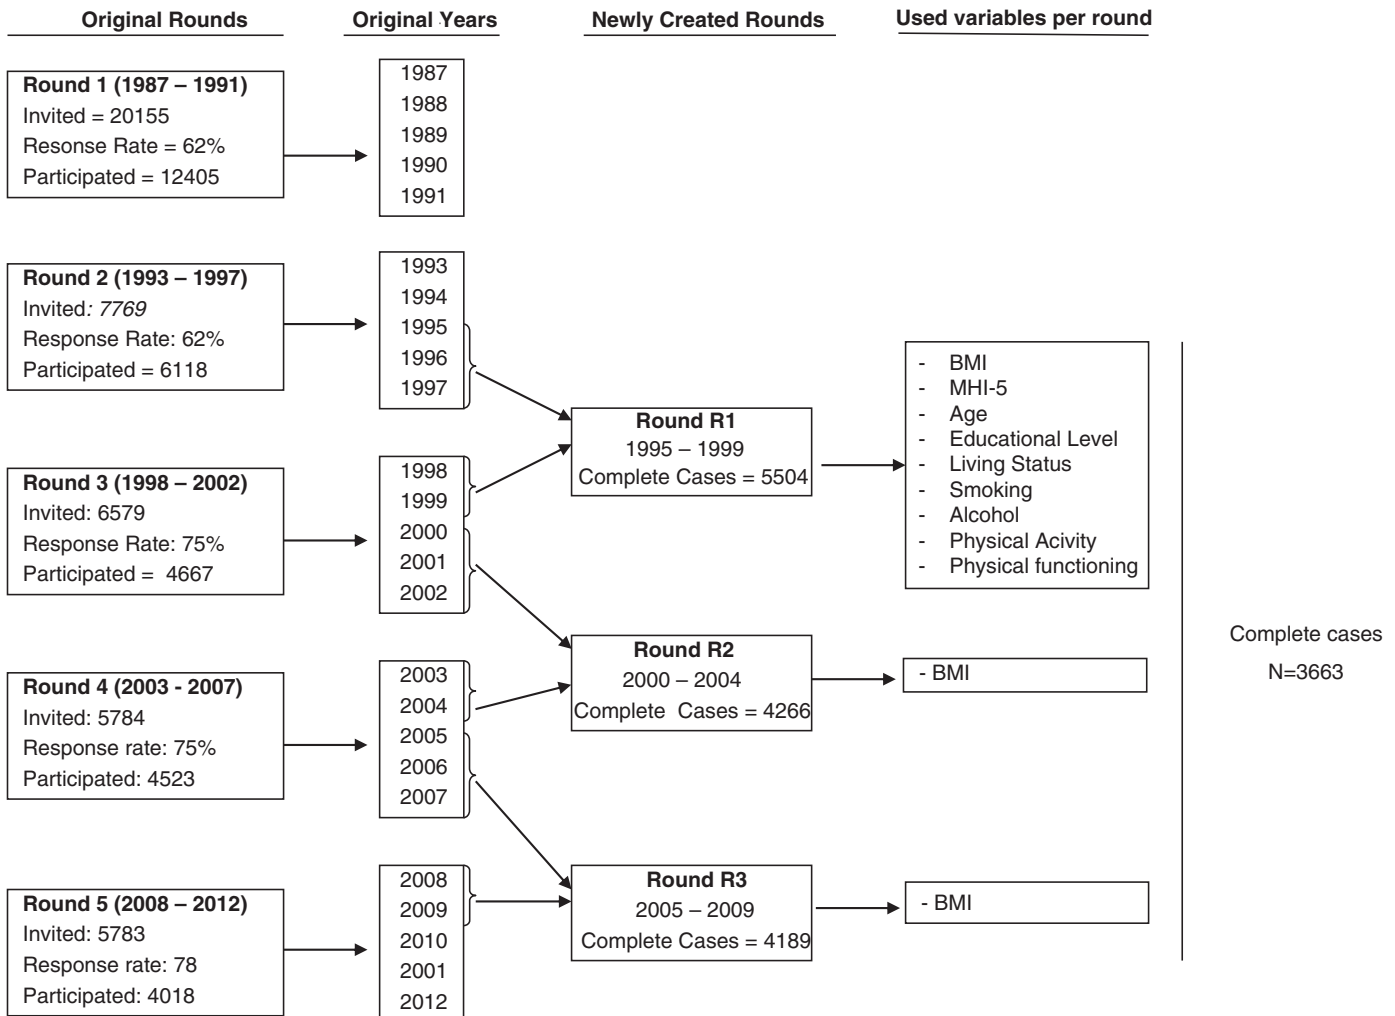 Original Rounds
Original Years
Newly Created Rounds
Used variables per round
Round 1 (1987 – 1991)
Invited = 20155
Resonse Rate = 62%
Participated = 12405
1987
1988
1989
1990
1991
Round 2 (1993 – 1997)
Invited: 7769
Response Rate: 62%
Participated = 6118
1993
1994
1995
1996
1997
Round 3 (1998 – 2002)
Invited: 6579
Response Rate: 75%
Participated = 4667
1998
1999
2000
2001
2002
Round 4 (2003 - 2007)
Invited: 5784
Response rate: 75%
Participated: 4523
2003
2004
2005
2006
2007
Round 5 (2008 – 2012)
Invited: 5783
Response rate: 78
Participated: 4018
2008
2009
2010
2001
2012
Round R1
1995 – 1999
Complete Cases = 5504
Round R2
2000 – 2004
Complete Cases = 4266
Round R3
2005 – 2009
Complete Cases = 4189
- BMI
- MHI-5
- Age
- Educational Level
- Living Status
- Smoking
- Alcohol
- Physical Acivity
- Physical functioning
- BMI
- BMI
Complete cases
N=3663